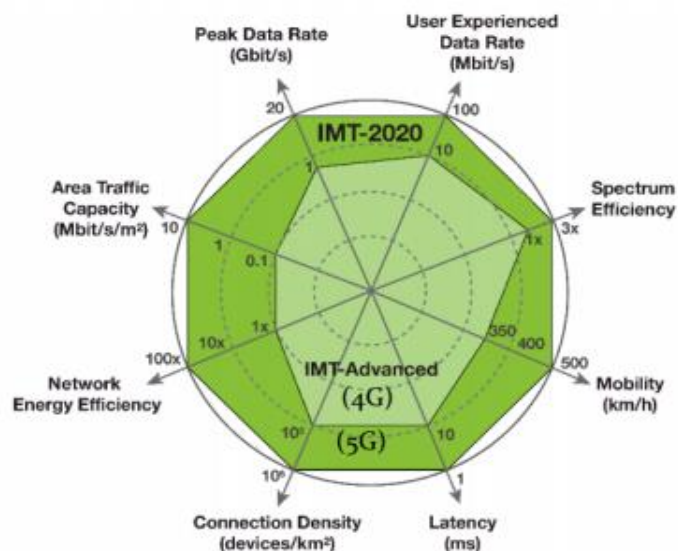 Peak Data Rate
(Gbit/s)
User Experienced
Data Rate
(Mbit/s)
20
100
IMT-2020
1
10
Area Traffic
Capacity
(Mbit/s/m²)
Spectrum
Efficiency
10
1
0.1
1x
3x
1x
10x
100x
350
400
500
Network
Energy Efficiency
IMT-Advanced
(4G)
Mobility
(km/h)
10⁵
(5G)
10
10⁶
1
Connection Density
(devices/km²)
Latency
(ms)